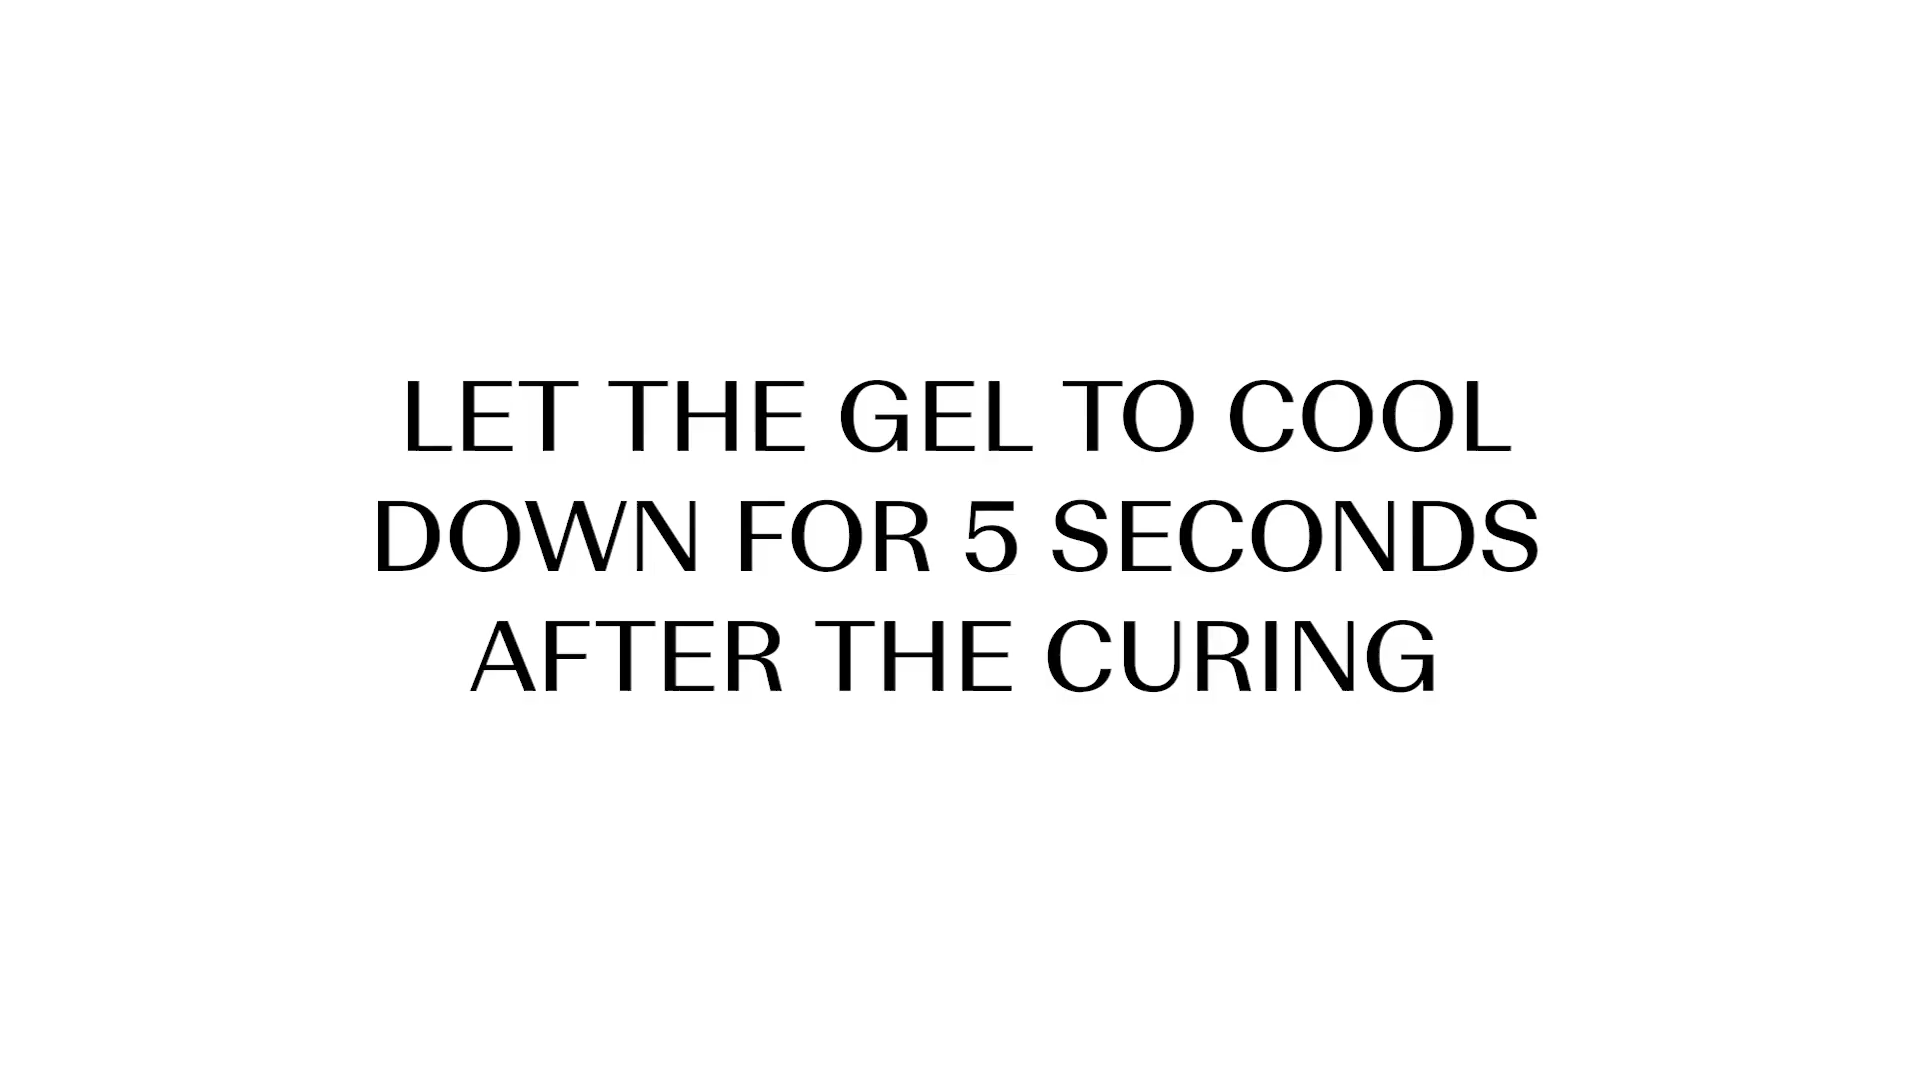 LET THE GEL TO COOL
DOWN FOR 5 SECONDS
AFTER THE CURING